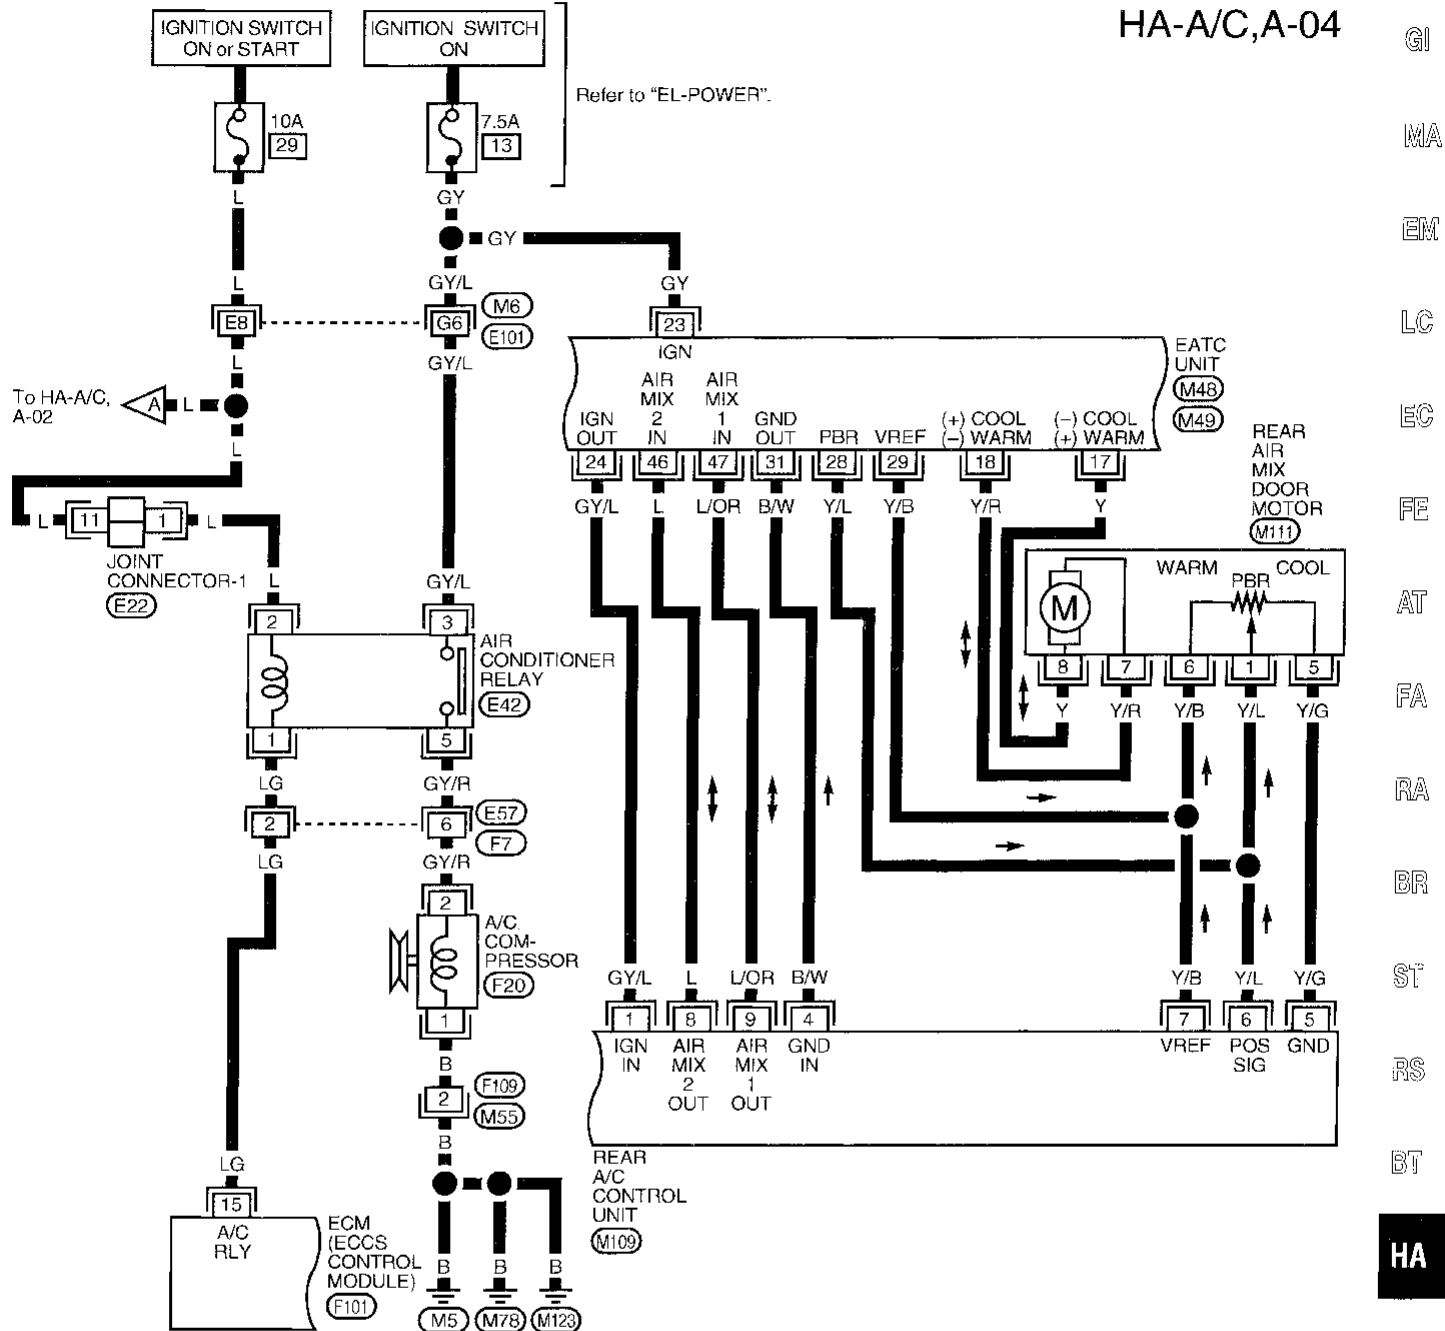 HA-A/C,A-04
IGNITION SWITCH
ON or START
IGNITION SWITCH
ON
Refer to "EL-POWER".
10A
29
7.5A
13
L
GY
GY
L
GY/L
GY
E8
G6
M6
E101
23
IGN
L
GY/L
EATC
UNIT
M48
M49
To HA-A/C,
A-02
A
L
L
IGN
OUT
AIR
MIX
2
IN
AIR
MIX
1
IN
GND
OUT
PBR
VREF
(+) COOL
(-) WARM
(-) COOL
(+) WARM
24
46
47
31
28
29
18
17
GY/L
L
L/OR
B/W
Y/L
Y/B
Y/R
Y
REAR
AIR
MIX
DOOR
MOTOR
M111
L
11
1
L
JOINT
CONNECTOR-1
E22
L
GY/L
2
3
AIR
CONDITIONER
RELAY
E42
1
5
WARM
COOL
PBR
M
8
7
6
1
5
Y
Y/R
Y/B
Y/L
Y/G
LG
GY/R
2
6
E57
F7
LG
GY/R
2
A/C
COM-
PRESSOR
F20
1
B
2
F109
M55
B
GY/L
L
L/OR
B/W
Y/B
Y/L
Y/G
1
8
9
4
7
6
5
IGN
IN
AIR
MIX
2
OUT
AIR
MIX
1
OUT
GND
IN
VREF
POS
SIG
GND
REAR
A/C
CONTROL
UNIT
M109
LG
15
A/C
RLY
ECM
(ECCS
CONTROL
MODULE)
F101
B
B
B
M5
M78
M123
GI
MA
EM
LC
EC
FE
AT
FA
RA
BR
ST
RS
BT
HA